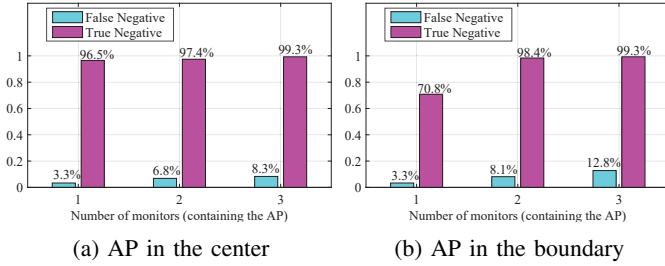 False Negative
True Negative
1
0.8
0.6
0.4
0.2
0
96.5%
97.4%
99.3%
3.3%
6.8%
8.3%
1 2 3
Number of monitors (containing the AP)
(a) AP in the center
False Negative
True Negative
1
0.8
0.6
0.4
0.2
0
70.8%
98.4%
99.3%
3.3%
8.1%
12.8%
1 2 3
Number of monitors (containing the AP)
(b) AP in the boundary